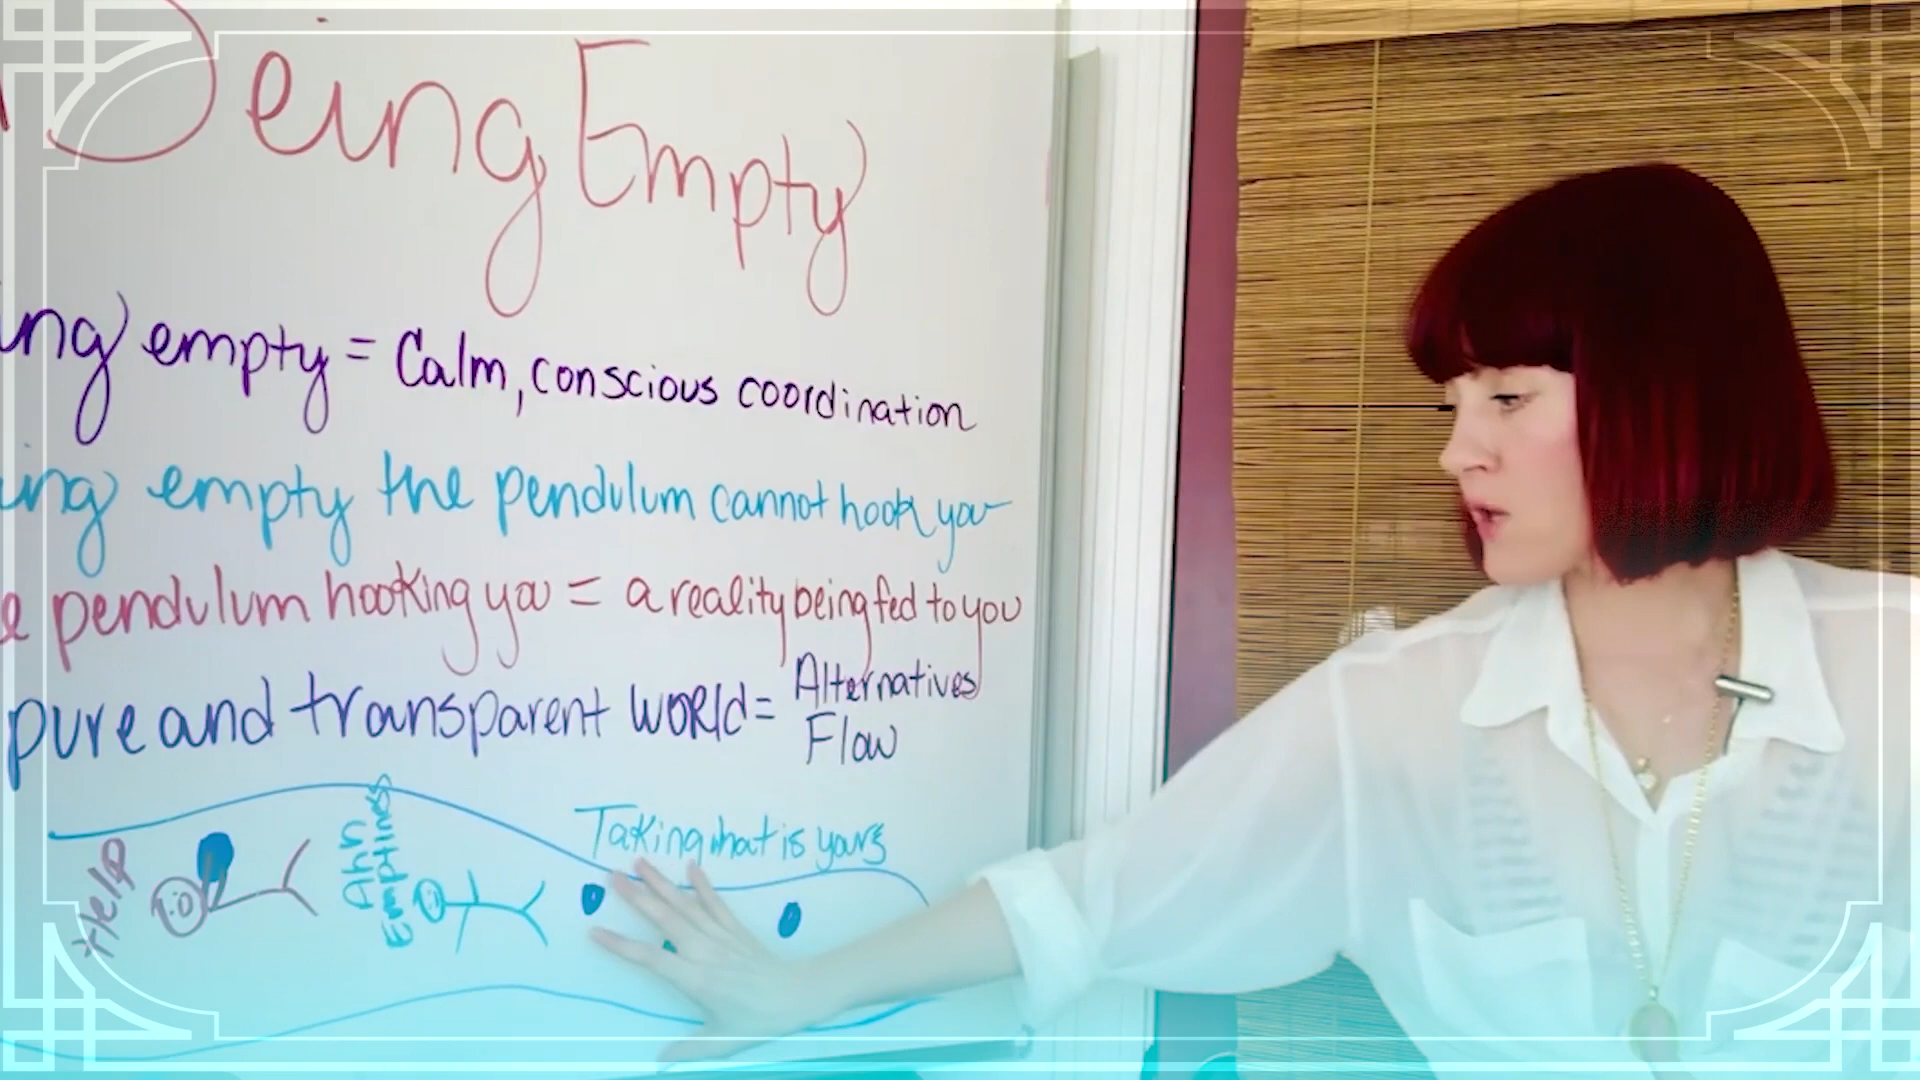 Being Empty
ing empty = Calm, conscious coordination
ing empty the pendulum cannot hook you
e pendulum hooking you = a reality being fed to you
pure and transparent world = Alternatives
Flow
Taking what is yours
Help
Ahh
Emptiness